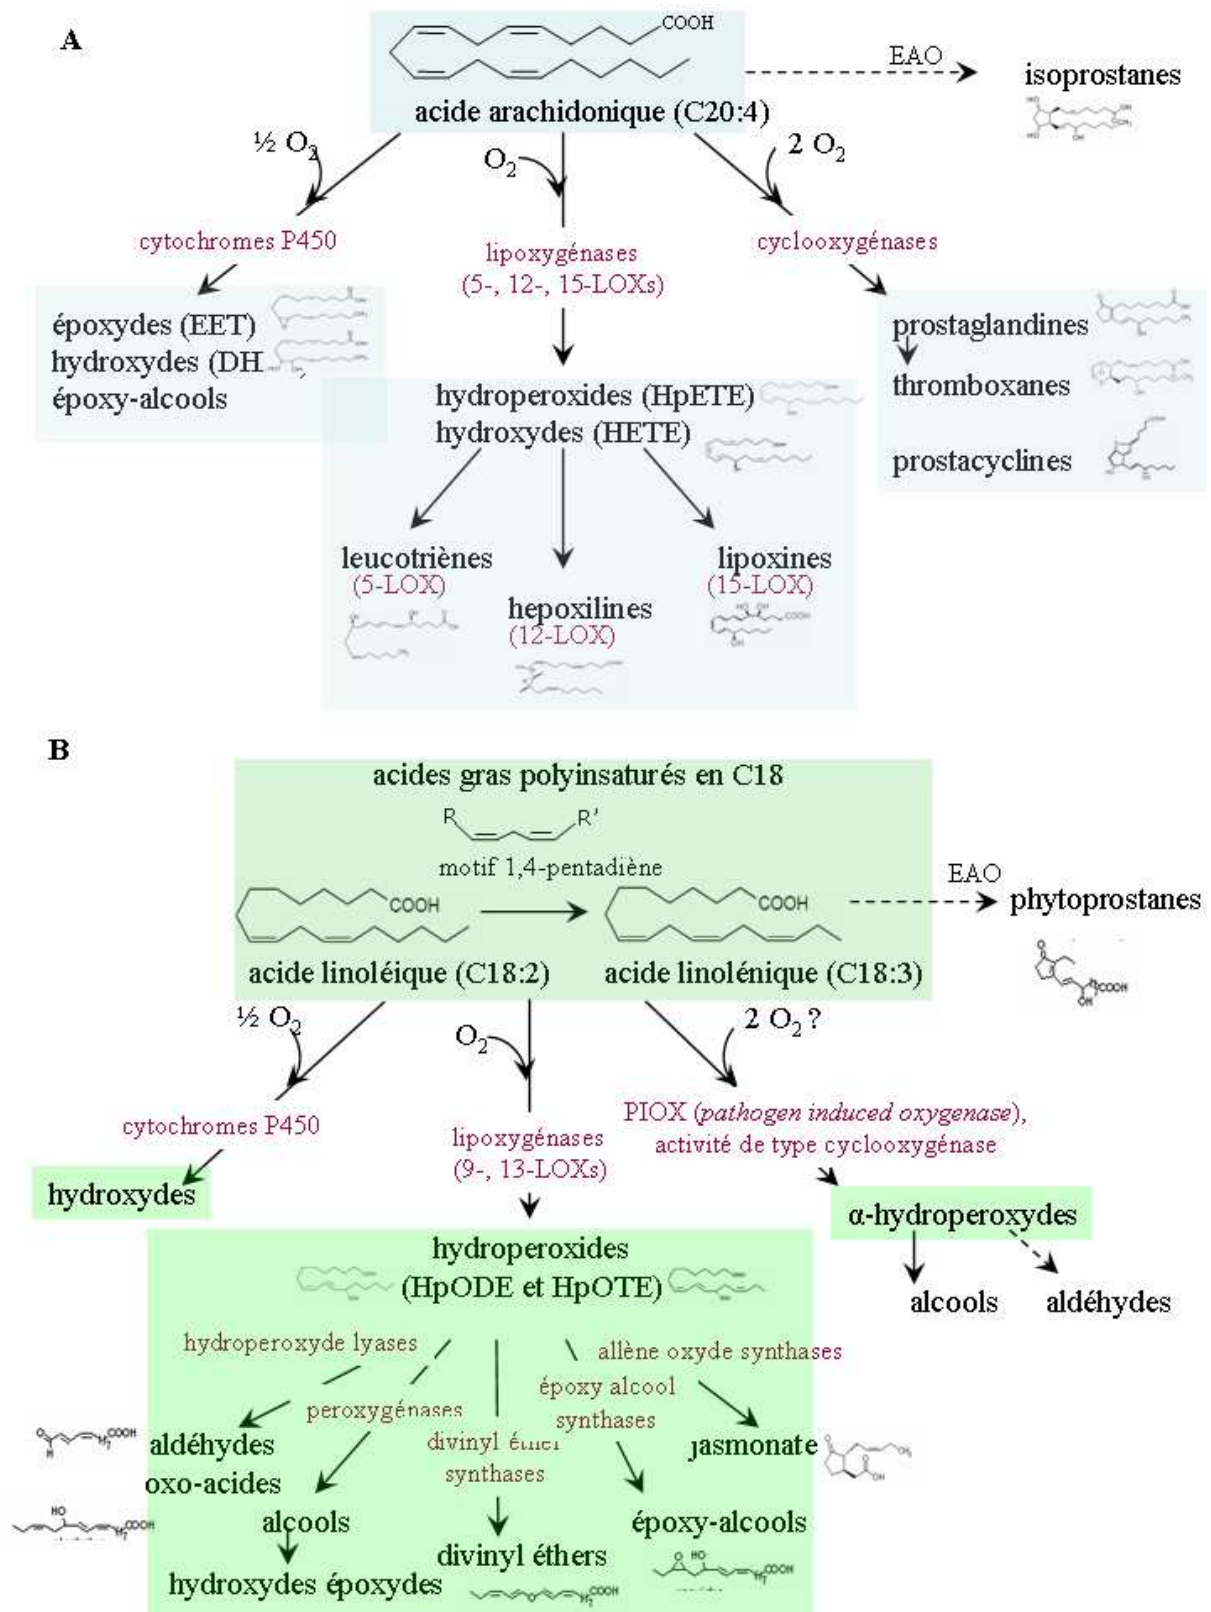 A
COOH
acide arachidonique (C20:4)
EAO
isoprostanes
½ O2
O2
2 O2
cytochromes P450
lipoxygénases
(5-, 12-, 15-LOXs)
cyclooxygénases
époxydes (EET)
hydroxydes (DH
époxy-alcools
hydroperoxides (HpETE)
hydroxydes (HETE)
prostaglandines
thromboxanes
prostacyclines
leucotriènes
(5-LOX)
hepoxilines
(12-LOX)
lipoxines
(15-LOX)
B
acides gras polyinsaturés en C18
R
R'
motif 1,4-pentadiène
COOH
COOH
acide linoléique (C18:2)
acide linolénique (C18:3)
EAO
phytoprostanes
½ O2
O2
2 O2 ?
cytochromes P450
lipoxygénases
(9-, 13-LOXs)
PIOX (pathogen induced oxygenase),
activité de type cyclooxygénase
hydroxydes
α-hydroperoxydes
alcools
aldéhydes
hydroperoxides
(HpODE et HpOTE)
hydroperoxyde lyases
peroxygénases
divinyl éther
synthases
époxy alcool
synthases
allène oxyde synthases
aldéhydes
oxo-acides
alcools
hydroxydes époxydes
divinyl éthers
époxy-alcools
jasmonate